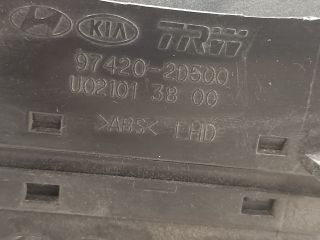 KIA TRW
97420-2D500
U02101 38 00
>ABS< LHD